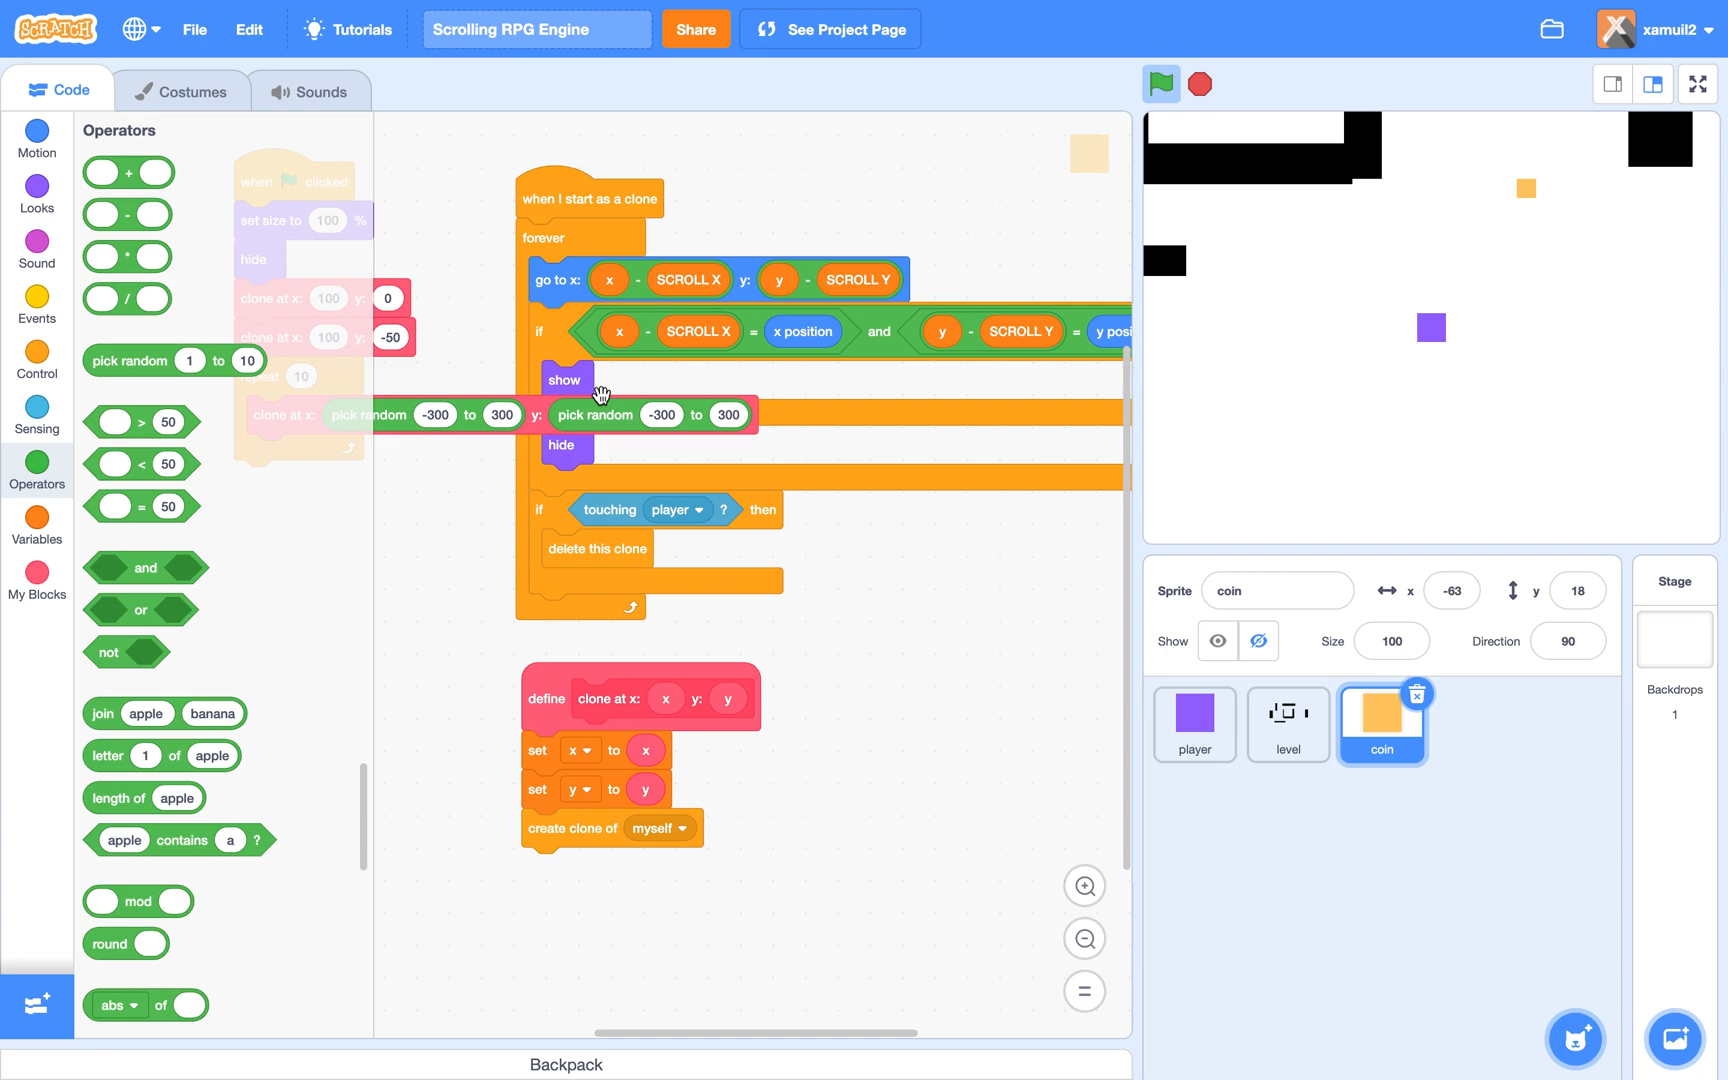 SCRATCH
File
Edit
Tutorials
Scrolling RPG Engine
Share
See Project Page
xamuil2
Code
Costumes
Sounds
Motion
Looks
Sound
Events
Control
Sensing
Operators
Variables
My Blocks
Operators
+
-
*
/
pick random 1 to 10
> 50
< 50
= 50
and
or
not
join apple banana
letter 1 of apple
length of apple
apple contains a ?
mod
round
abs of
when clicked
set size to 100 %
hide
clone at x: 100 y: 0
clone at x: 100 y: -50
repeat 10
clone at x: pick random -300 to 300 y: pick random -300 to 300
when I start as a clone
forever
go to x: x - SCROLL X y: y - SCROLL Y
if x - SCROLL X = x position and y - SCROLL Y = y posi
show
hide
if touching player ? then
delete this clone
define clone at x: x y: y
set x to x
set y to y
create clone of myself
=
Backpack
Sprite coin x -63 y 18
Show Size 100 Direction 90
player
level
coin
Stage
Backdrops
1